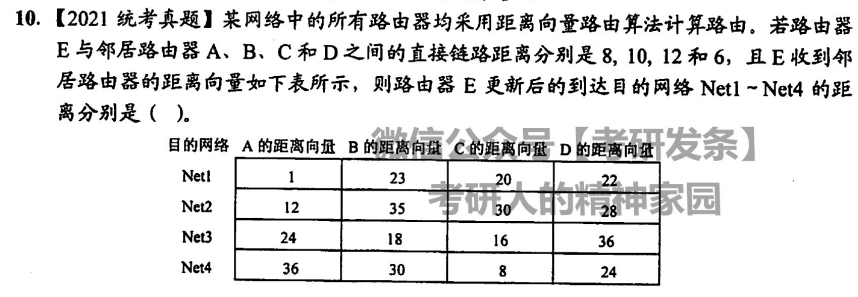 10.【2021 统考真题】某网络中的所有路由器均采用距离向量路由算法计算路由。若路由器
E 与邻居路由器 A、B、C 和 D 之间的直接链路距离分别是 8, 10, 12 和 6，且 E 收到邻
居路由器的距离向量如下表所示，则路由器 E 更新后的到达目的网络 Net1 ~ Net4 的距
离分别是（ ）。
微信公众号【考研发条】
目的网络 A 的距离向量 B 的距离向量 C 的距离向量 D 的距离向量
Net1 1 23 20 22
考研人的精神家园
Net2 12 35 30 28
Net3 24 18 16 36
Net4 36 30 8 24